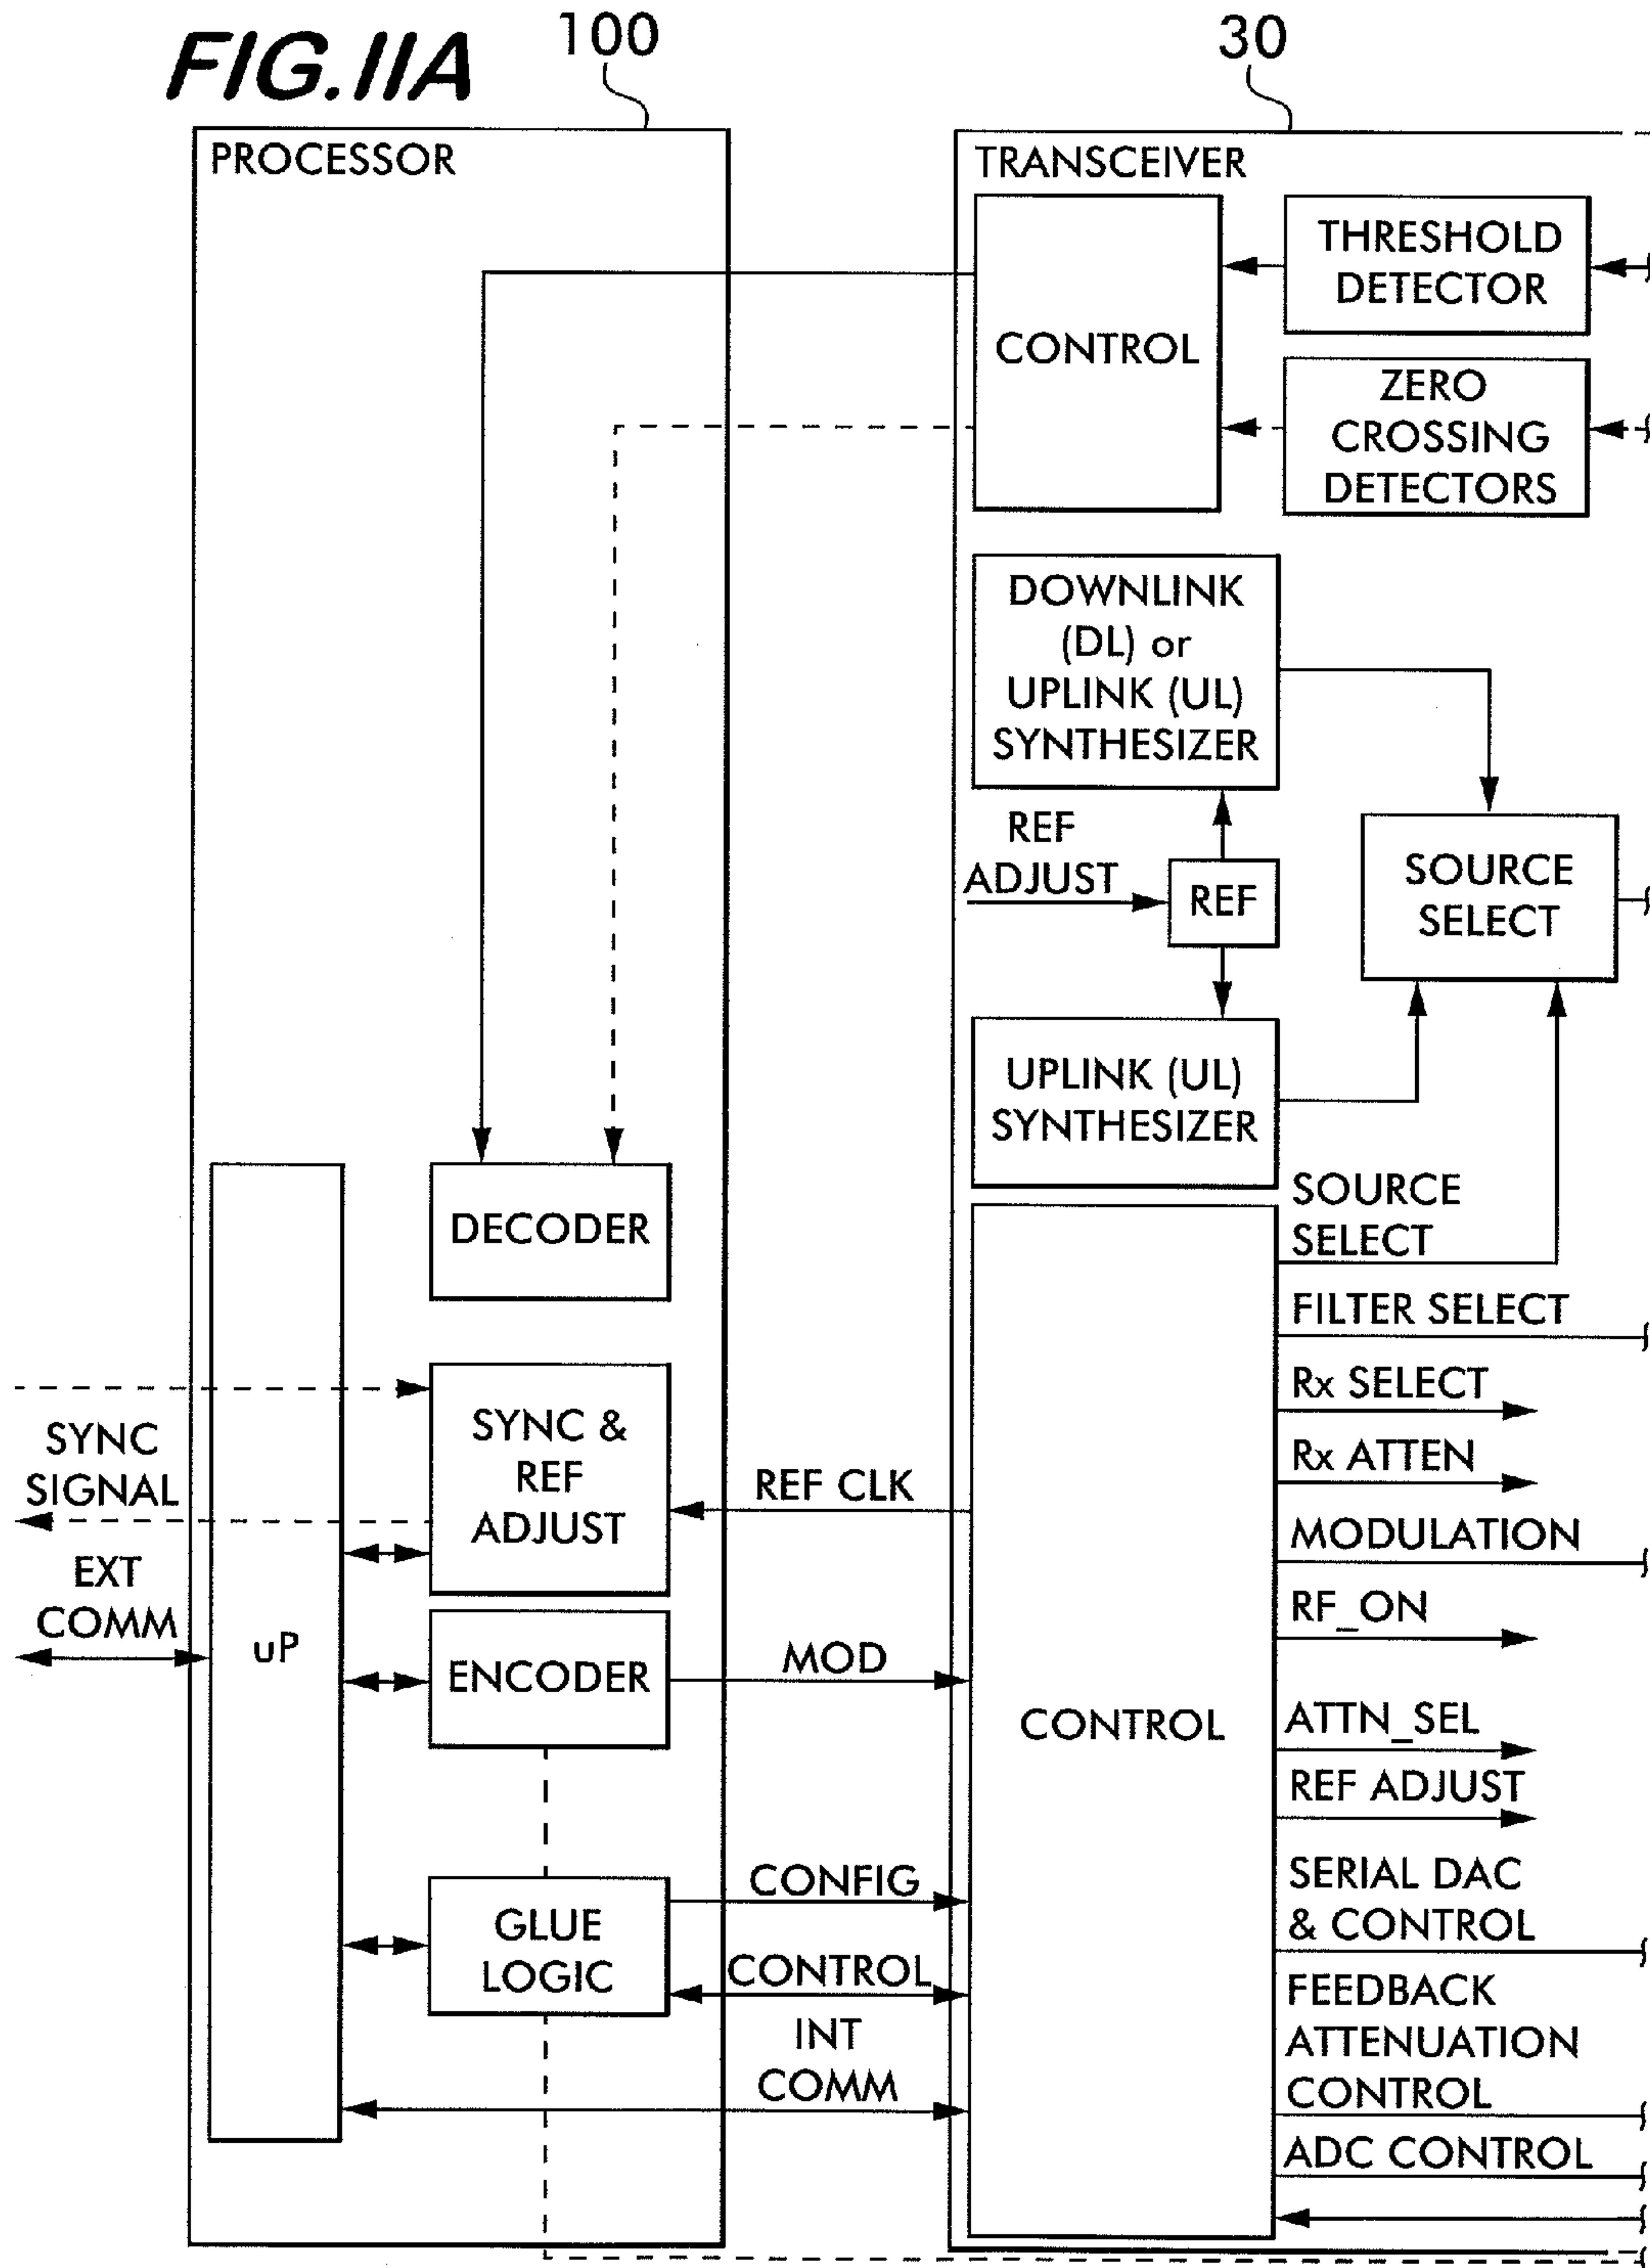 FIG.11A
100
30
PROCESSOR
TRANSCEIVER
THRESHOLD
DETECTOR
CONTROL
ZERO
CROSSING
DETECTORS
DOWNLINK
(DL) or
UPLINK (UL)
SYNTHESIZER
REF
ADJUST
REF
SOURCE
SELECT
UPLINK (UL)
SYNTHESIZER
DECODER
SOURCE
SELECT
FILTER SELECT
Rx SELECT
SYNC
SIGNAL
SYNC &
REF
ADJUST
REF CLK
Rx ATTEN
MODULATION
EXT
COMM
uP
ENCODER
MOD
CONTROL
RF_ON
ATTN_SEL
REF ADJUST
GLUE
LOGIC
CONFIG
CONTROL
INT
COMM
SERIAL DAC
& CONTROL
FEEDBACK
ATTENUATION
CONTROL
ADC CONTROL